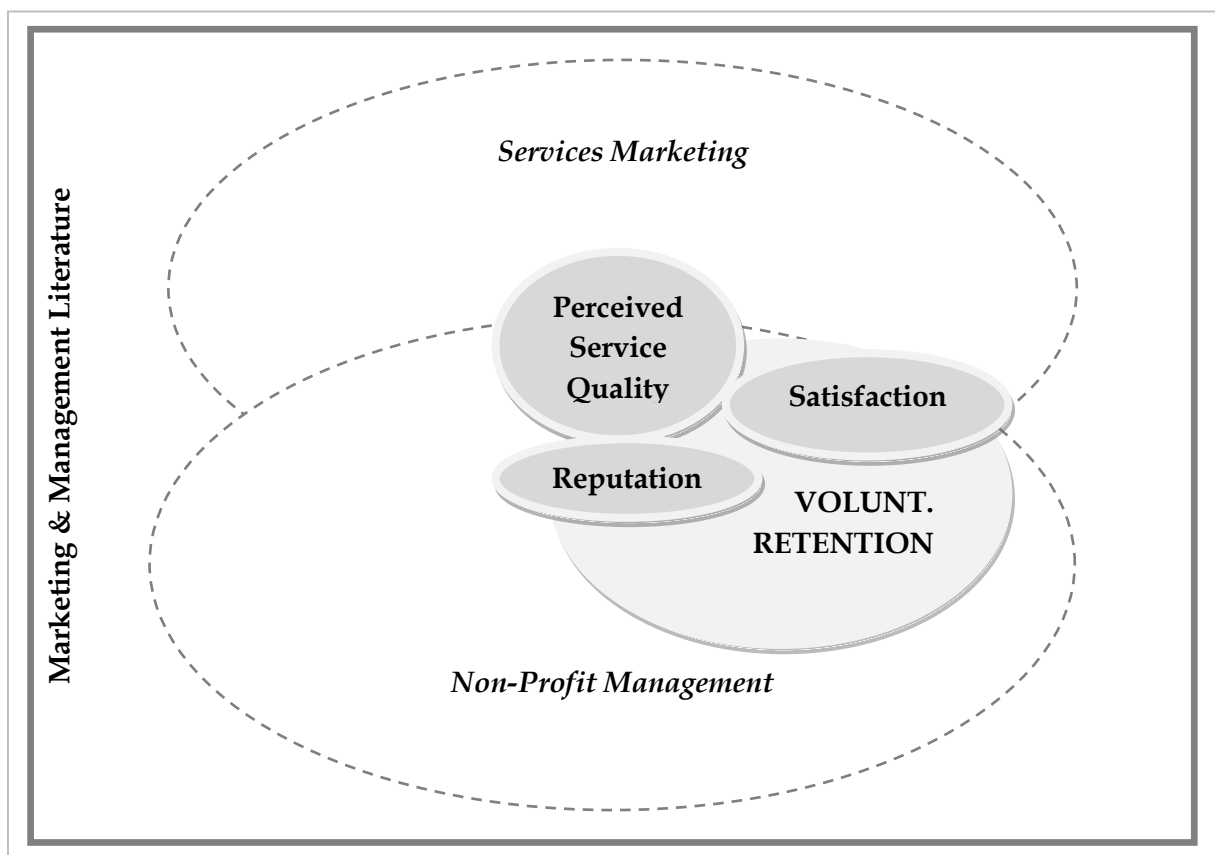 Marketing & Management Literature
Services Marketing
Perceived
Service
Quality
Satisfaction
Reputation
VOLUNT.
RETENTION
Non-Profit Management